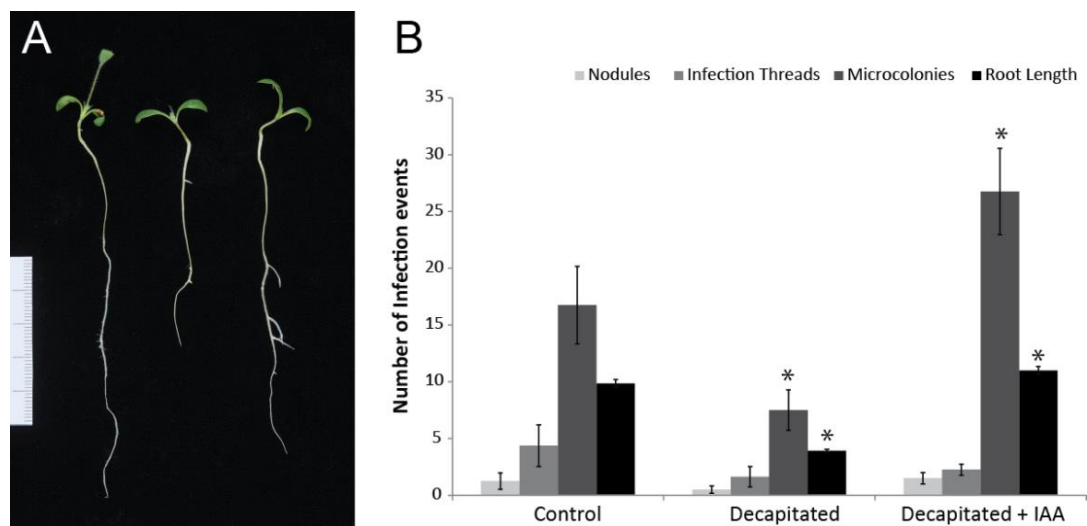 A
B
Nodules Infection Threads Microcolonies Root Length
Number of Infection events
35
30
25
20
15
10
5
0
*
*
*
*
Control Decapitated Decapitated + IAA